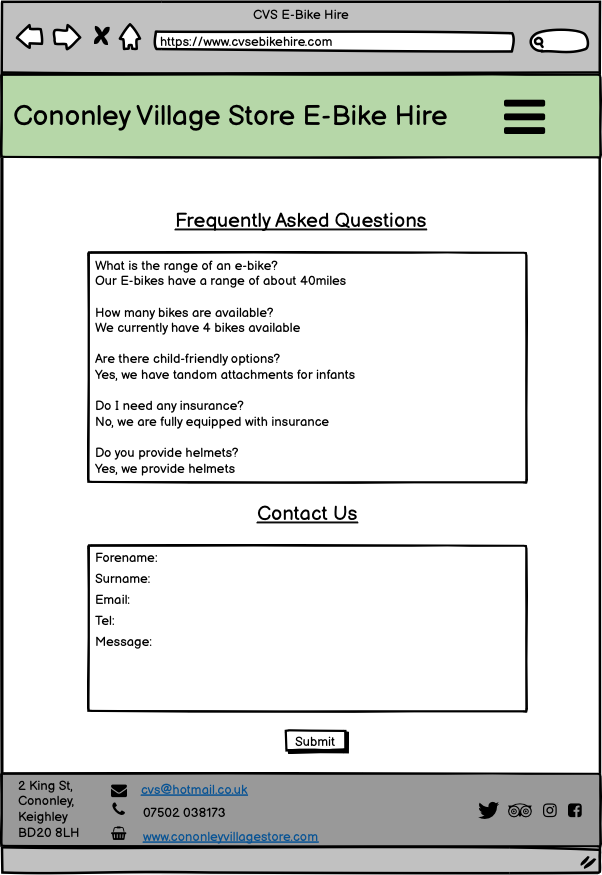 CVS E-Bike Hire
https://www.cvsebikehire.com
Cononley Village Store E-Bike Hire
Frequently Asked Questions
What is the range of an e-bike?
Our E-bikes have a range of about 40miles
How many bikes are available?
We currently have 4 bikes available
Are there child-friendly options?
Yes, we have tandom attachments for infants
Do I need any insurance?
No, we are fully equipped with insurance
Do you provide helmets?
Yes, we provide helmets
Contact Us
Forename:
Surname:
Email:
Tel:
Message:
Submit
2 King St,
Cononley,
Keighley
BD20 8LH
cvs@hotmail.co.uk
07502 038173
www.cononleyvillagestore.com